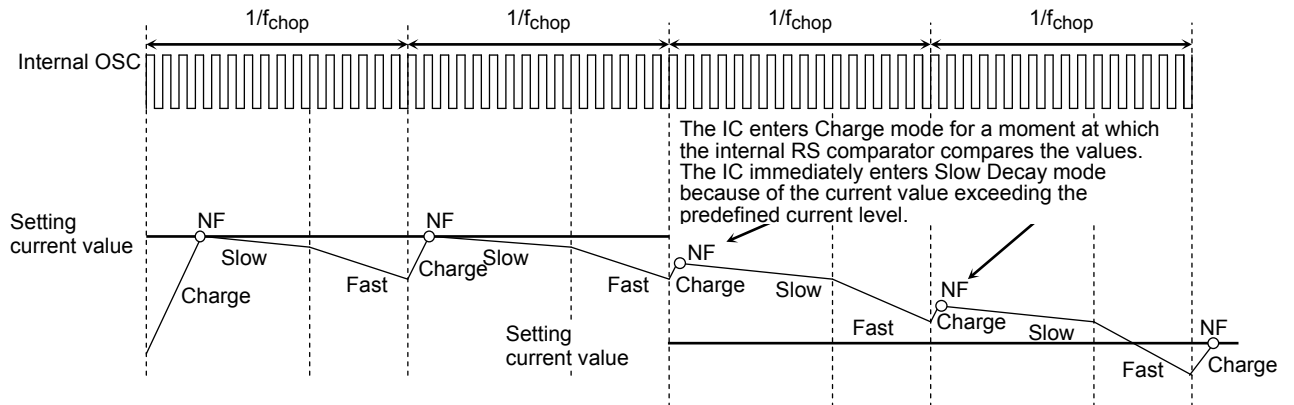 1/fchop 1/fchop 1/fchop 1/fchop
Internal OSC
The IC enters Charge mode for a moment at which
the internal RS comparator compares the values.
The IC immediately enters Slow Decay mode
because of the current value exceeding the
predefined current level.
Setting
current value
NF
Slow
Charge
Fast
NF
Charge
Slow
Fast
NF
Charge
Slow
Fast
NF
Charge
Slow
Fast
NF
Charge
Setting
current value